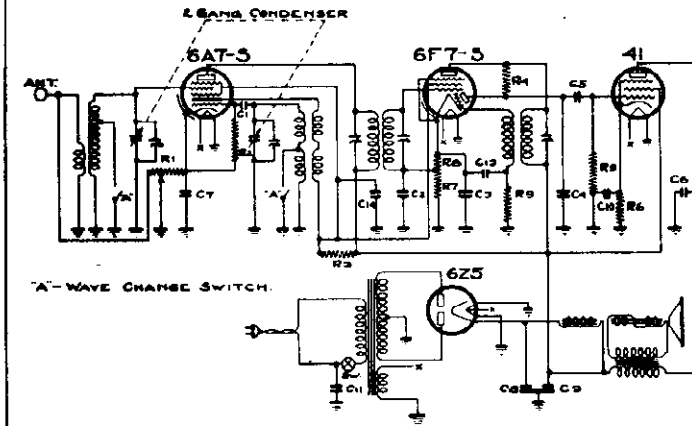 2 GANG CONDENSER
6A7-S
6F7-S
41
ANT.
R4
C5
C1
R1
R2
"A"
"A"
C7
C14
C2
R8
R7
C3
C12
R9
C4
R5
C10
R6
C6
R3
"A" - WAVE CHANGE SWITCH.
6Z5
x
x
x
x
C11
C8
C9